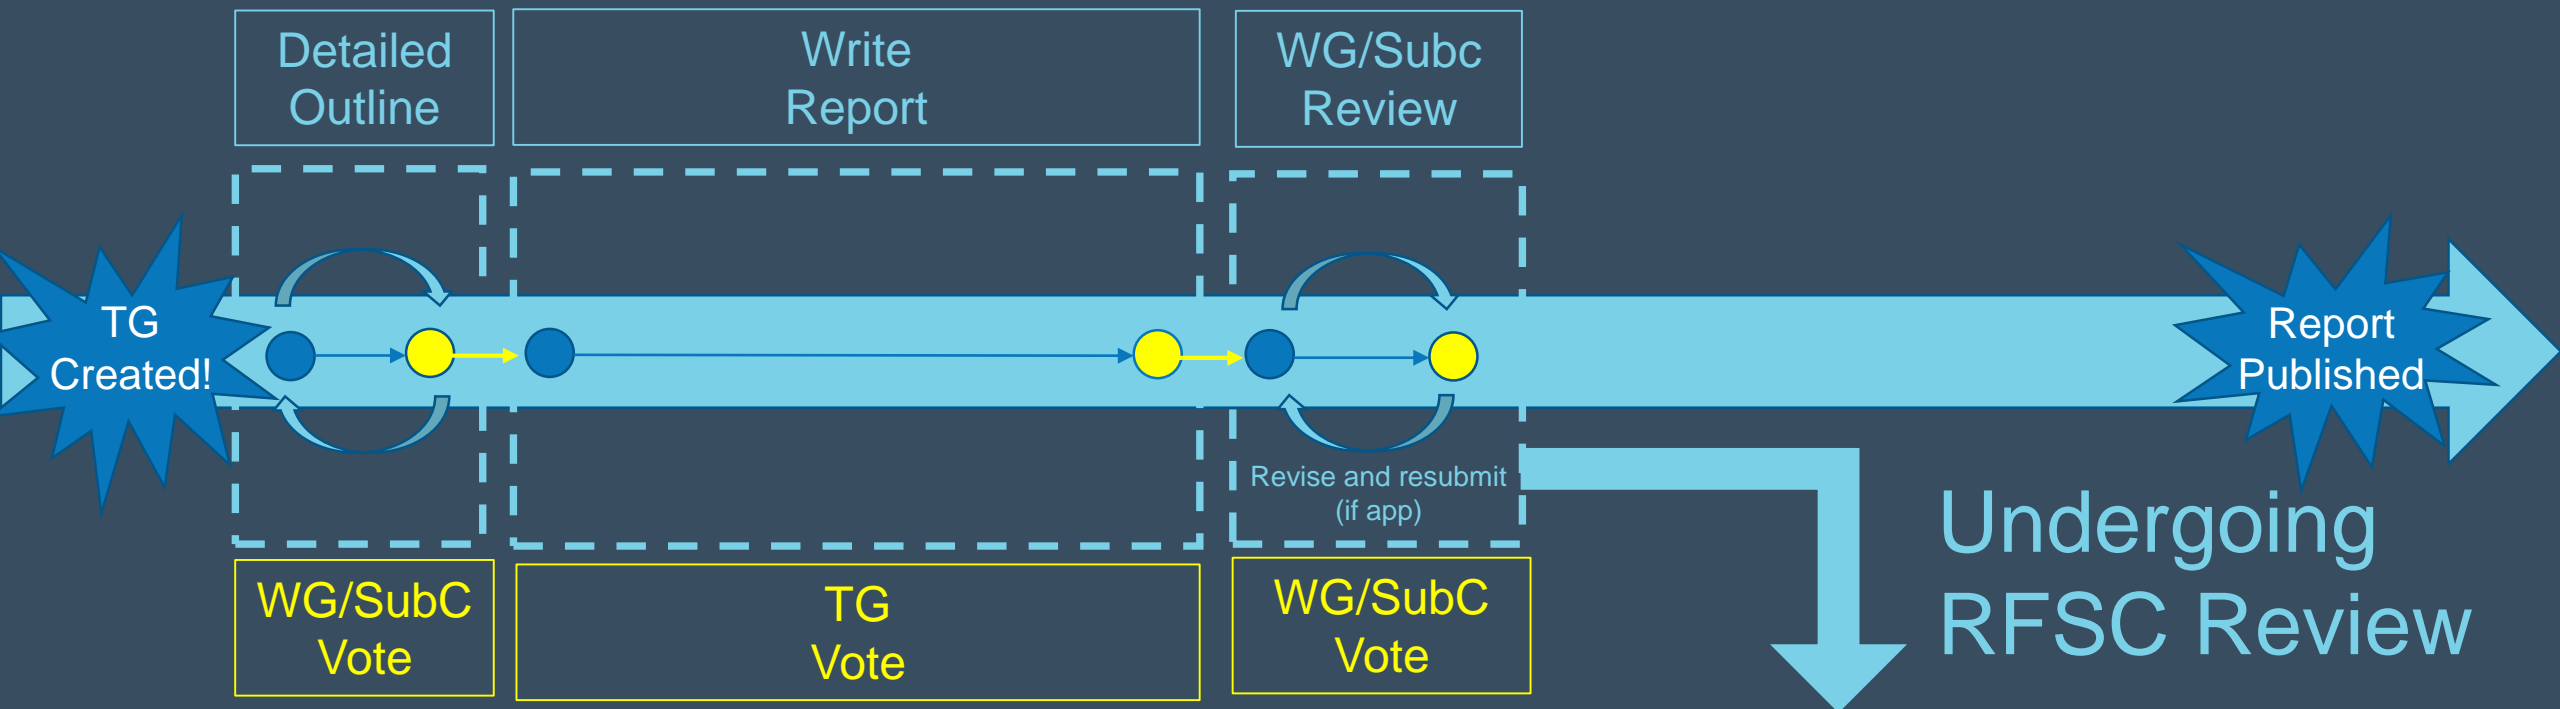 Detailed
Outline
Write
Report
WG/Subc
Review
TG
Created!
Report
Published
Revise and resubmit
(if app)
Undergoing
RFSC Review
WG/SubC
Vote
TG
Vote
WG/SubC
Vote